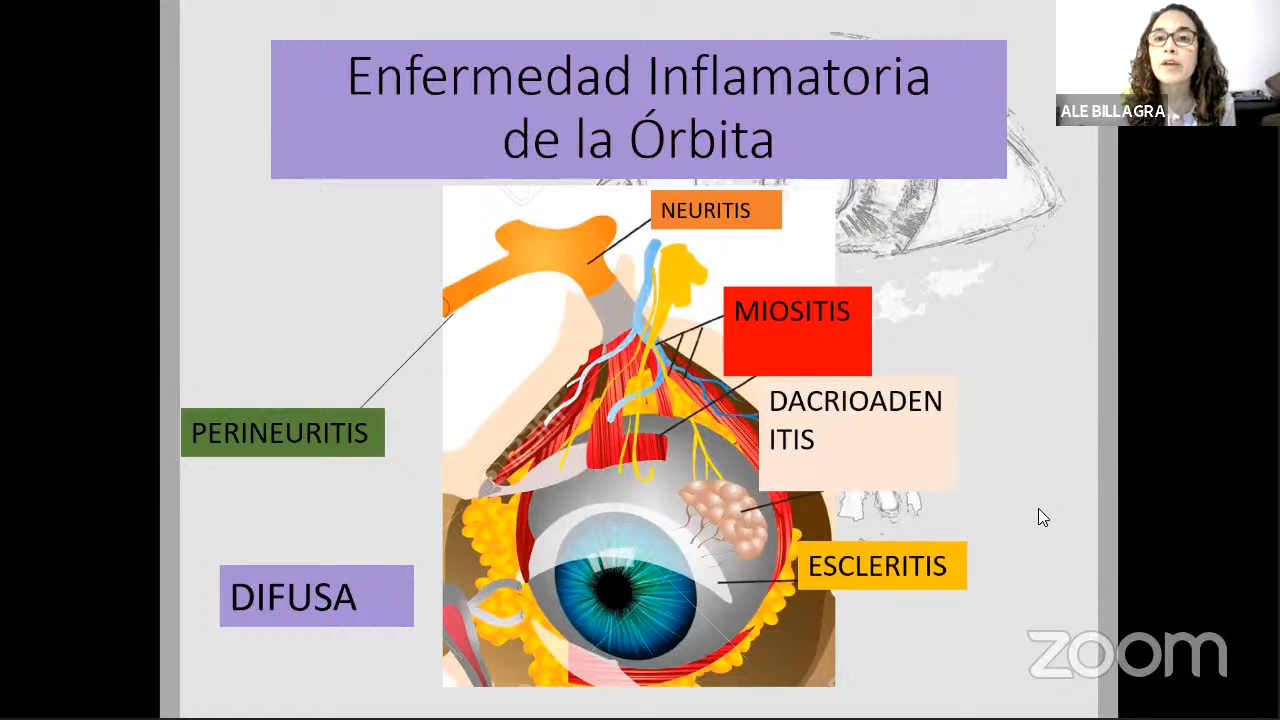 Enfermedad Inflamatoria
de la Órbita
ALE BILLAGRA
NEURITIS
MIOSITIS
DACRIOADEN
ITIS
PERINEURITIS
ESCLERITIS
DIFUSA
zoom